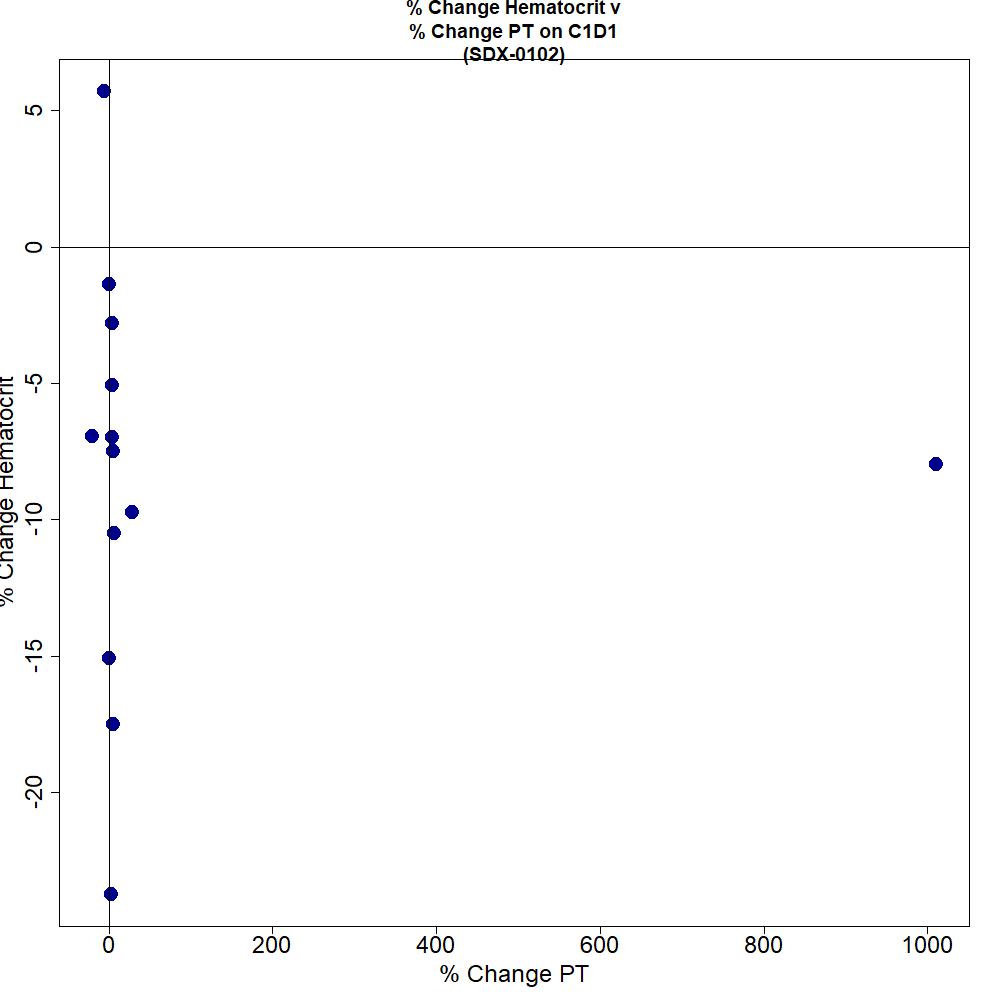 % Change Hematocrit v
% Change PT on C1D1
(SDX-0102)
5
0
-5
-10
-15
-20
% Change Hematocrit
0 200 400 600 800 1000
% Change PT